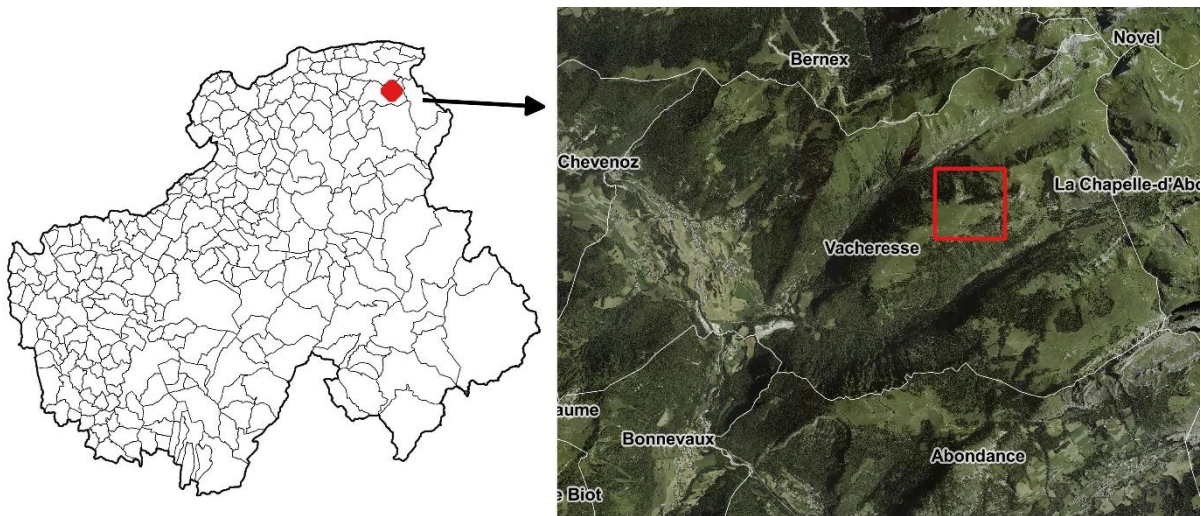 Novel
Bernex
Chevenoz
La Chapelle-d'Abo
Vacheresse
aume
Bonnevaux
Abondance
e Biot